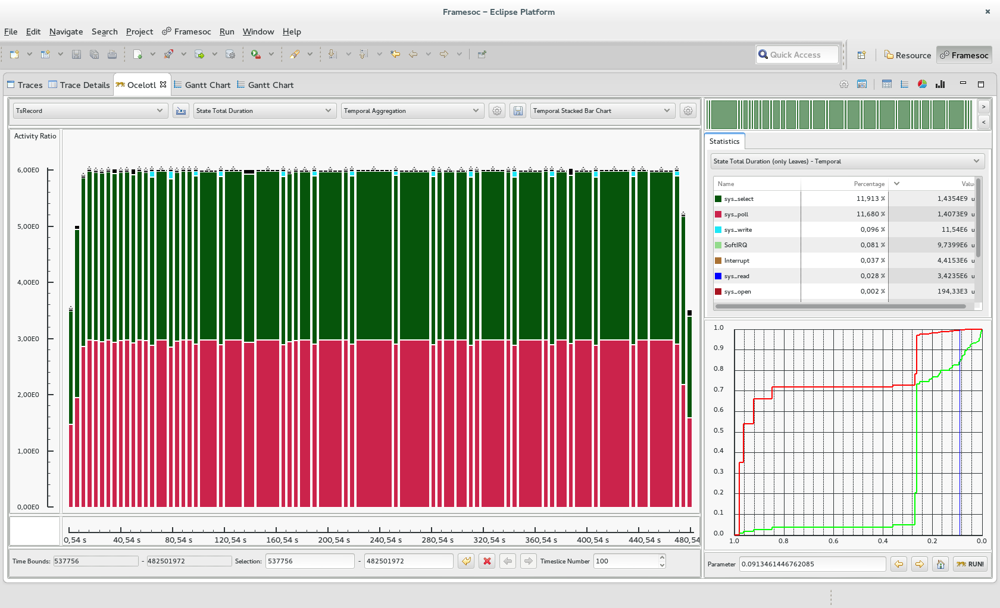 Framesoc – Eclipse Platform
File Edit Navigate Search Project Framesoc Run Window Help
Quick Access
Resource
Framesoc
Traces
Trace Details
Ocelotl
Gantt Chart
Gantt Chart
TsRecord
State Total Duration
Temporal Aggregation
Temporal Stacked Bar Chart
>
<
Activity Ratio
6,00E0
5,00E0
4,00E0
3,00E0
2,00E0
1,00E0
0,00E0
0,54 s 40,54 s 80,54 s 120,54 s 160,54 s 200,54 s 240,54 s 280,54 s 320,54 s 360,54 s 400,54 s 440,54 s 480,54
Time Bounds: 537756 - 482501972 Selection: 537756 - 482501972 Timeslice Number 100
Statistics
State Total Duration (only Leaves) - Temporal
Name Percentage Valu
sys_select 11,913 % 1,4354E9 u
sys_poll 11,680 % 1,4073E9 u
sys_write 0,096 % 11,54E6 u
SoftIRQ 0,081 % 9,7399E6 u
Interrupt 0,037 % 4,4153E6 u
sys_read 0,028 % 3,4235E6 u
sys_open 0,002 % 194,33E3 u
1.0
0.9
0.8
0.7
0.6
0.5
0.4
0.3
0.2
0.1
0.0
1.0 0.8 0.6 0.4 0.2 0.0
Parameter 0.0913461446762085 RUN!